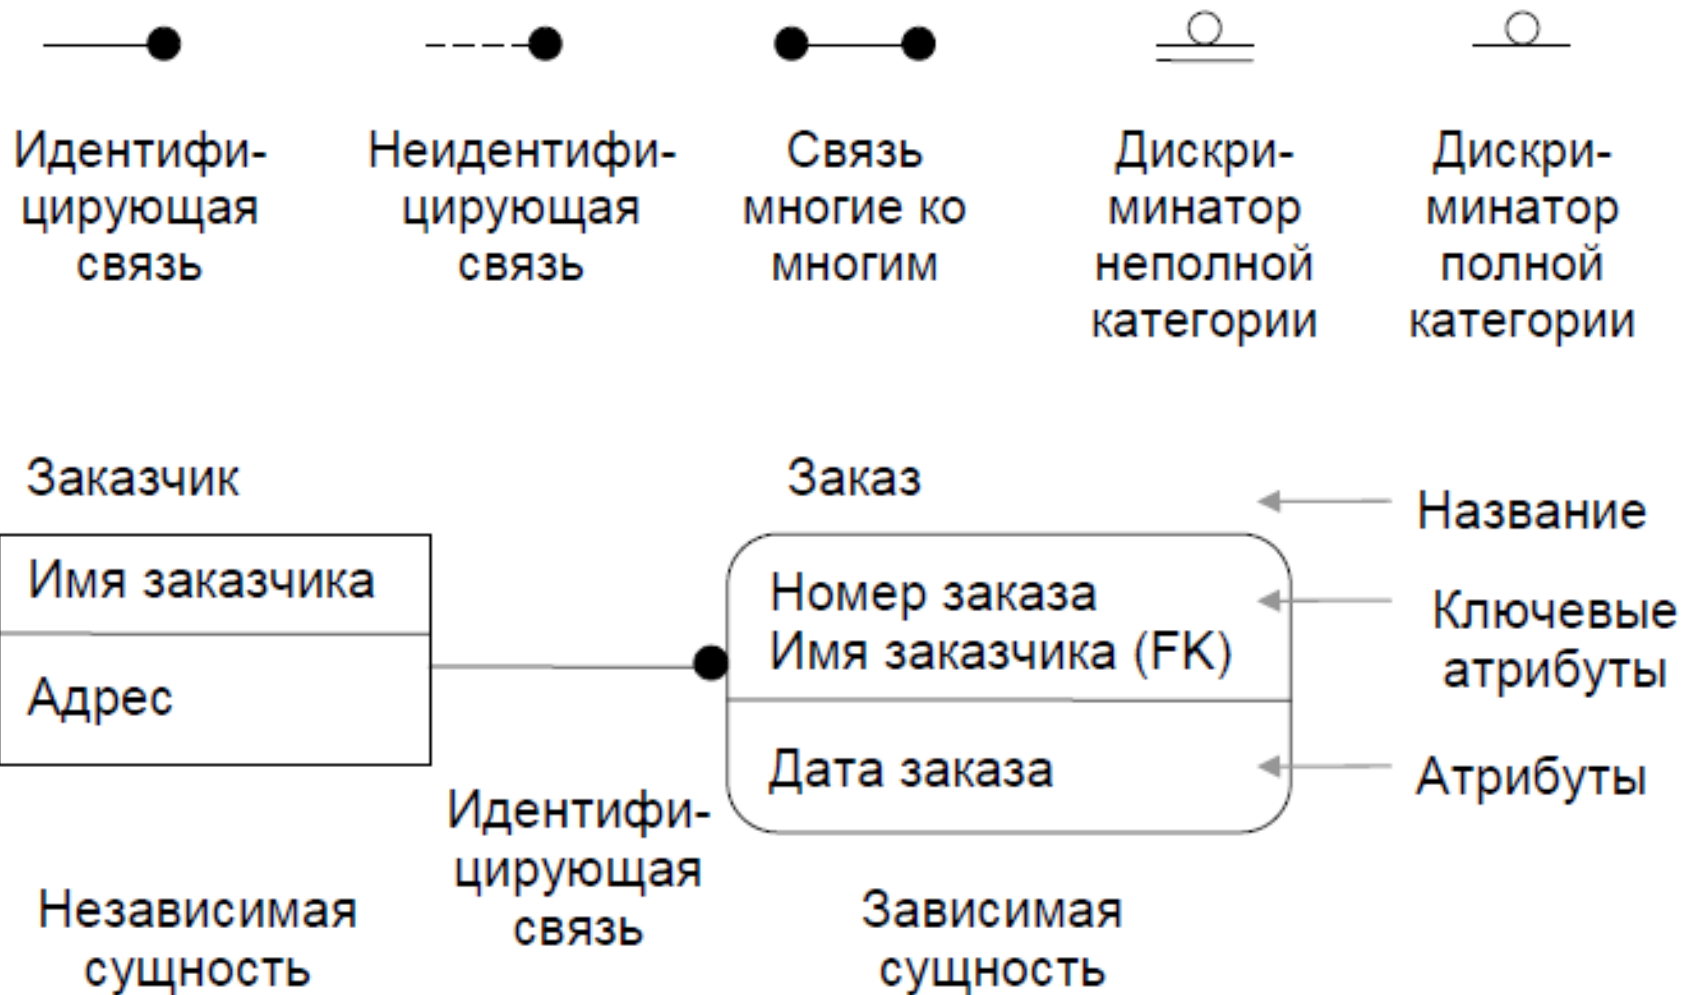 Идентифи-
цирующая
связь
Неидентифи-
цирующая
связь
Связь
многие ко
многим
Дискри-
минатор
неполной
категории
Дискри-
минатор
полной
категории
Заказчик
Имя заказчика
Адрес
Независимая
сущность
Идентифи-
цирующая
связь
Заказ
Номер заказа
Имя заказчика (FK)
Дата заказа
Зависимая
сущность
Название
Ключевые
атрибуты
Атрибуты